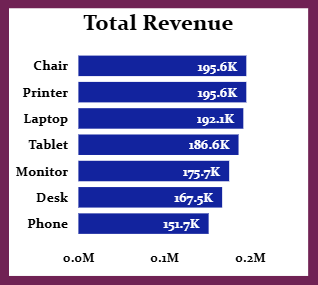 Total Revenue
Chair 195.6K
Printer 195.6K
Laptop 192.1K
Tablet 186.6K
Monitor 175.7K
Desk 167.5K
Phone 151.7K
0.0M 0.1M 0.2M